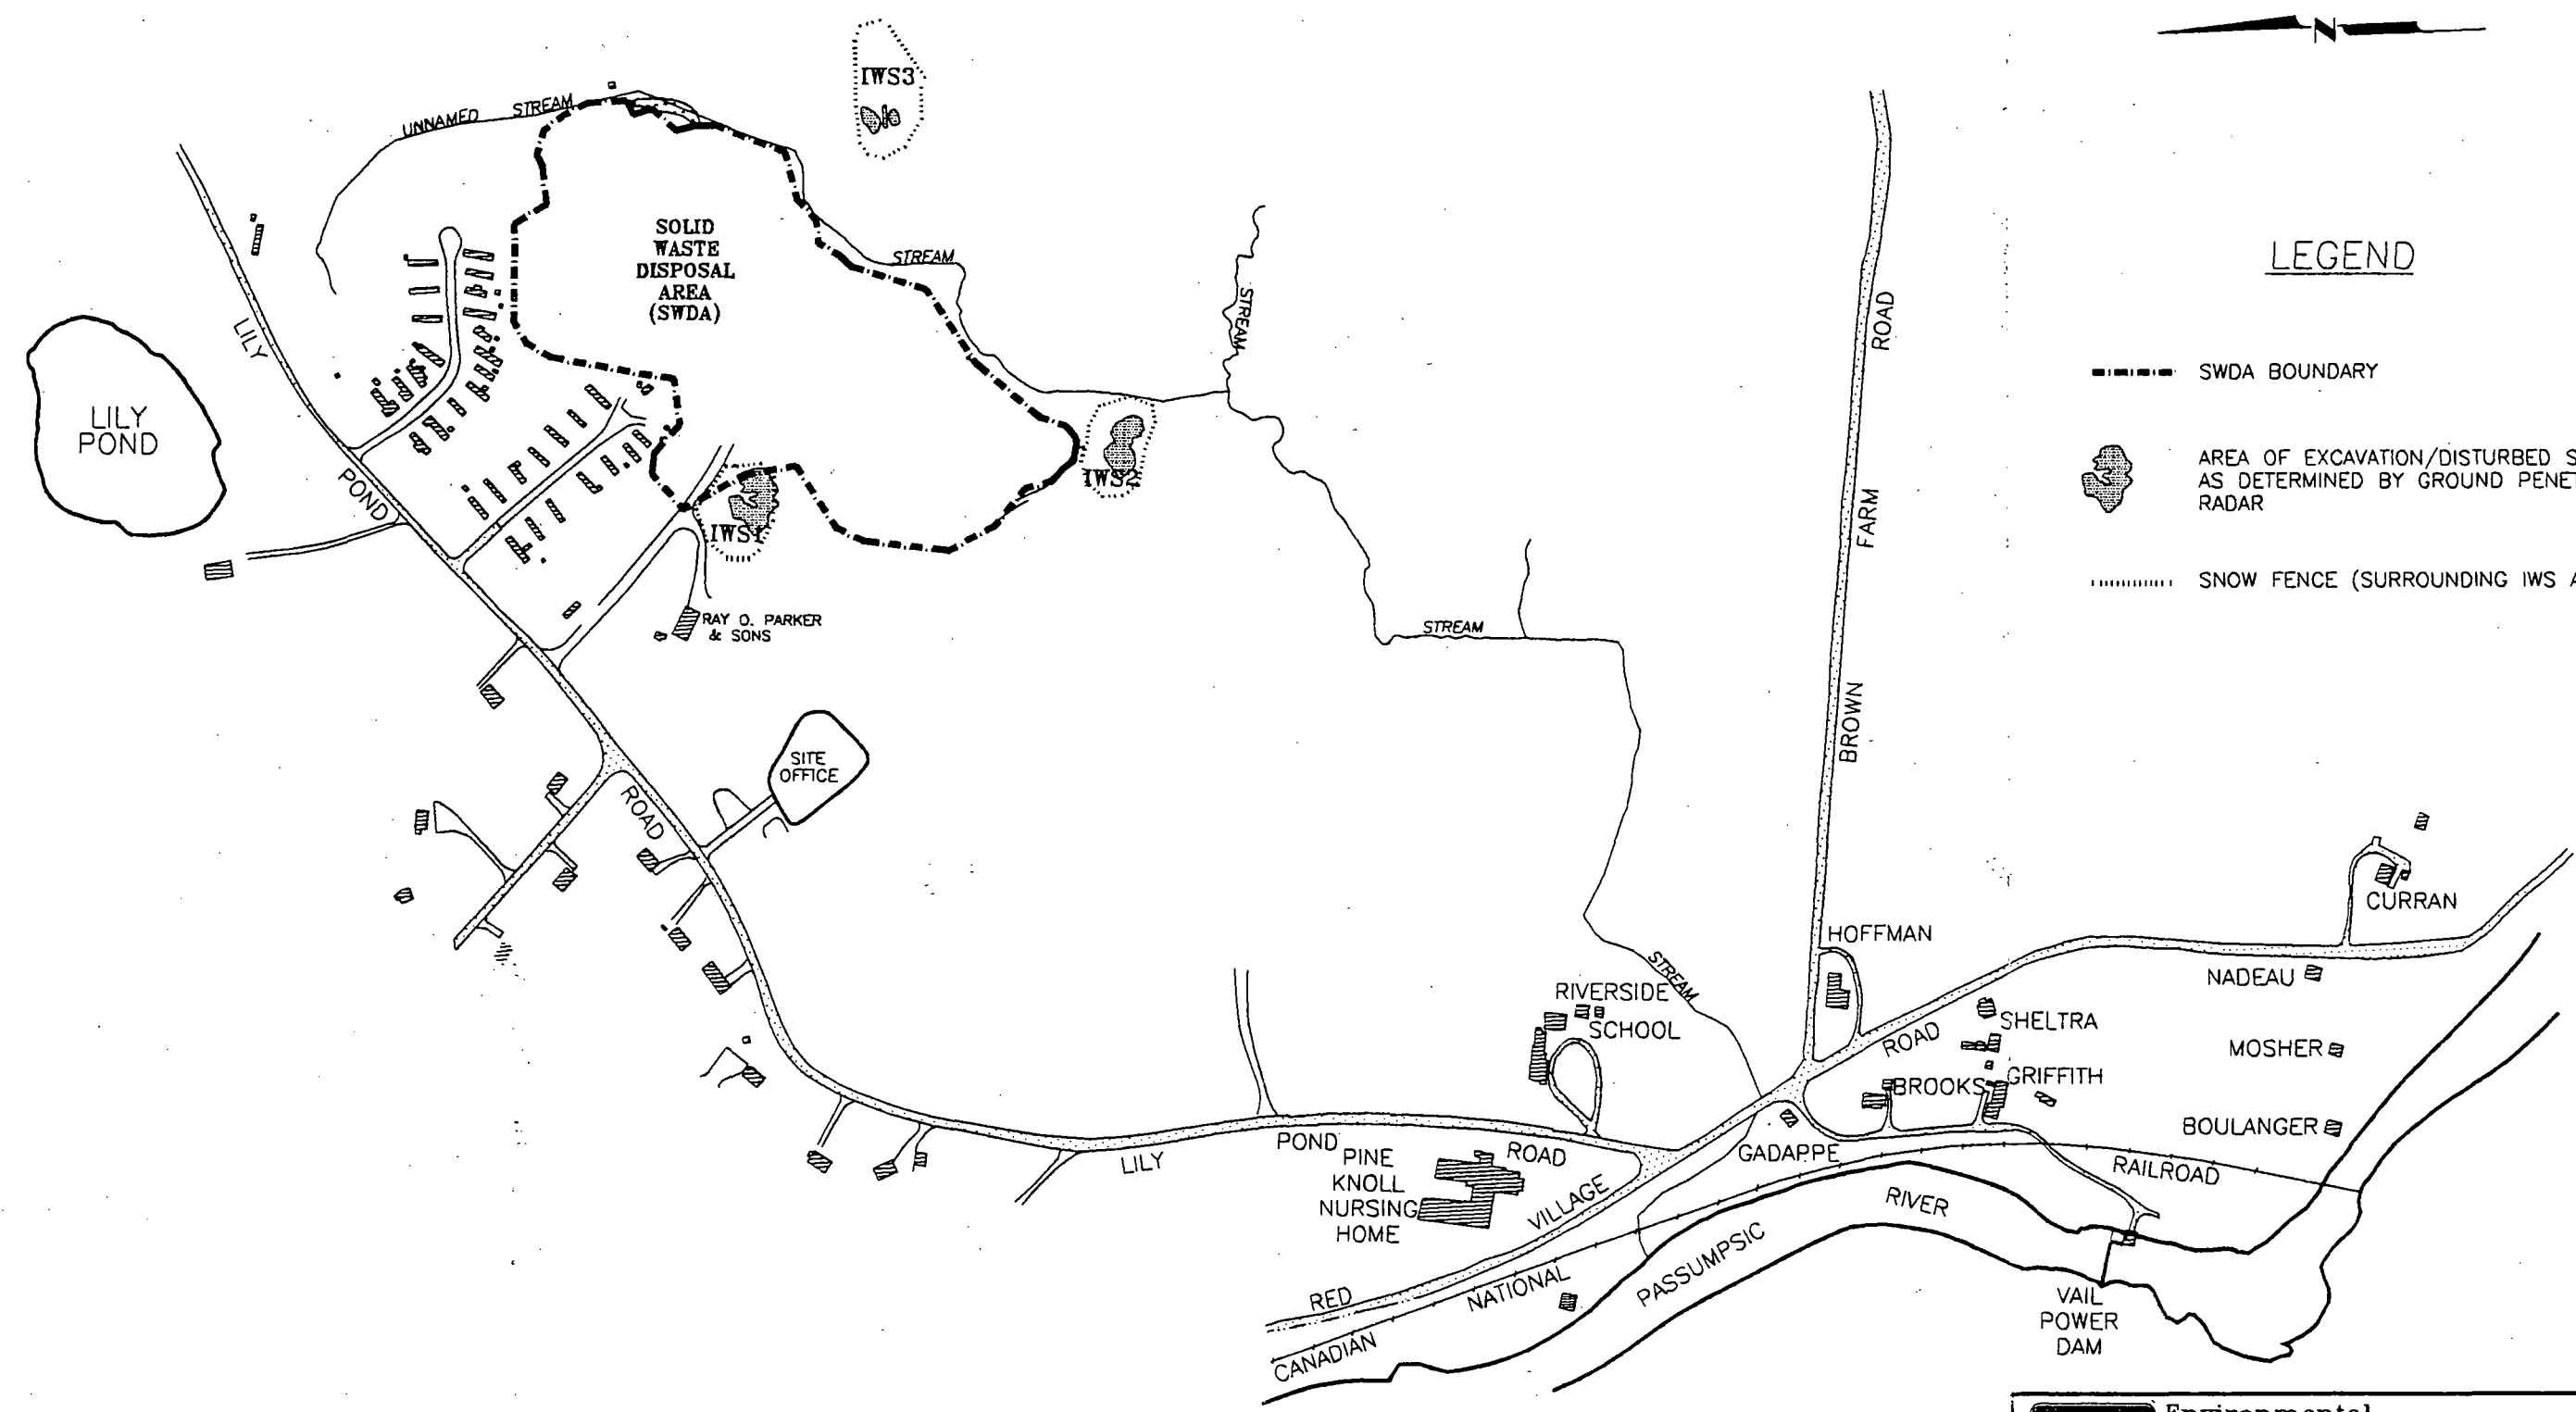 N
IWS3
UNNAMED STREAM
SOLID
WASTE
DISPOSAL
AREA
(SWDA)
STREAM
STREAM
LILY
POND
LILY
POND
ROAD
IWS2
IWS1
RAY O. PARKER
& SONS
STREAM
SITE
OFFICE
ROAD
FARM
BROWN
LEGEND
SWDA BOUNDARY
AREA OF EXCAVATION/DISTURBED S
AS DETERMINED BY GROUND PENET
RADAR
SNOW FENCE (SURROUNDING IWS A
HOFFMAN
CURRAN
NADEAU
STREAM
RIVERSIDE
SCHOOL
ROAD
SHELTRA
MOSHER
BROOKS
GRIFFITH
BOULANGER
LILY
POND
ROAD
PINE
KNOLL
NURSING
HOME
GADAPPE
RAILROAD
RED
VILLAGE
CANADIAN
NATIONAL
PASSUMPSIC
RIVER
VAIL
POWER
DAM
Environmental